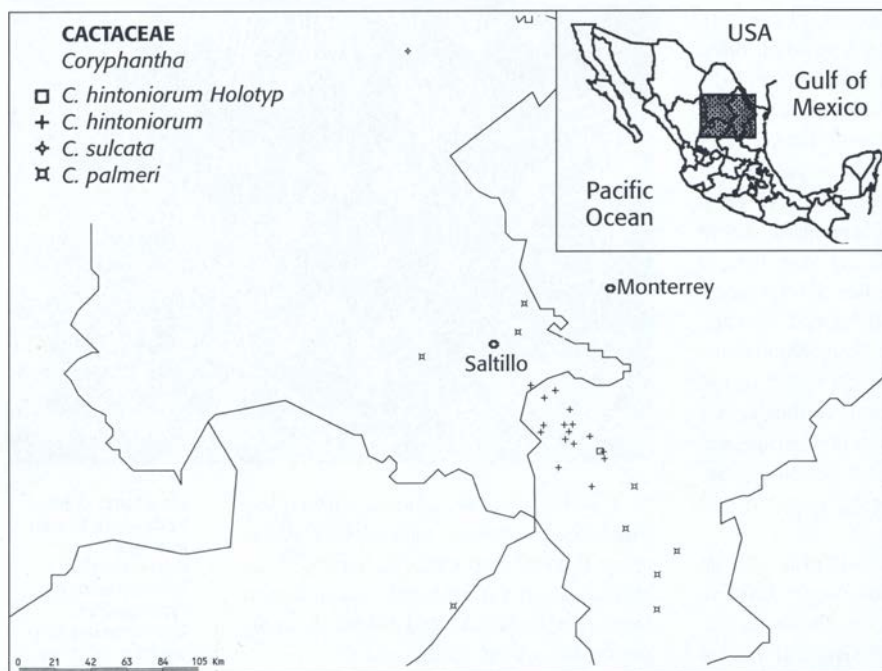 CACTACEAE
Coryphantha
C. hintoniorum Holotyp
C. hintoniorum
C. sulcata
C. palmeri
USA
Gulf of
Mexico
Pacific
Ocean
Monterrey
Saltillo
0 21 42 63 84 105 Km